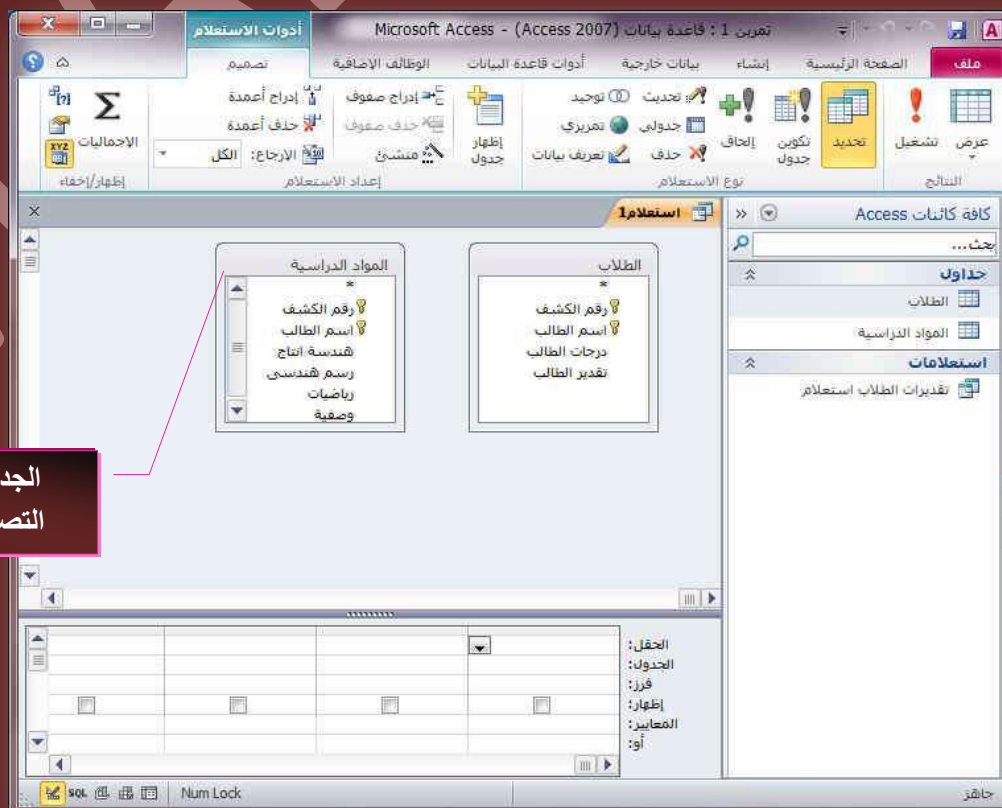 تمرين 1 : قاعدة بيانات (Access 2007) - Microsoft Access
أدوات الاستعلام
ملف
الصفحة الرئيسية
إنشاء
بيانات خارجية
أدوات قاعدة البيانات
الوظائف الإضافية
تصميم
عرض
تشغيل
النتائج
تحديد
تكوين جدول
إلحاق
تحديث
جدولي
حذف
توحيد
تمريري
تعريف بيانات
نوع الاستعلام
إظهار جدول
إدراج صفوف
حذف صفوف
منشئ
إدراج أعمدة
حذف أعمدة
الإرجاع: الكل
إعداد الاستعلام
الإجماليات
إظهار/إخفاء
كافة كائنات Access
بحث...
جداول
الطلاب
المواد الدراسية
استعلامات
تقديرات الطلاب استعلام
استعلام1
الطلاب
*
رقم الكشف
اسم الطالب
درجات الطالب
تقدير الطالب
المواد الدراسية
*
رقم الكشف
اسم الطالب
هندسة انتاج
رسم هندسى
رياضيات
وصفية
الجد
التص
الحقل:
الجدول:
فرز:
إظهار:
المعايير:
أو:
جاهز
Num Lock
SQL